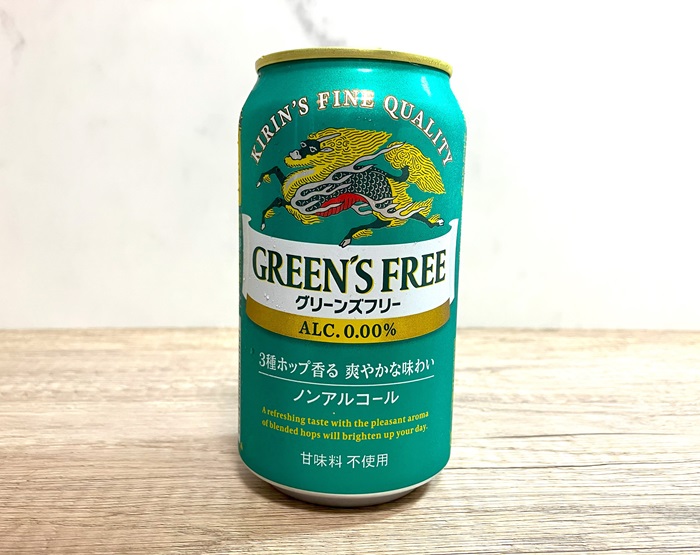 KIRIN'S FINE QUALITY
GREEN'S FREE
グリーンズフリー
ALC. 0.00%
3種ホップ香る 爽やかな味わい
ノンアルコール
A refreshing taste with the pleasant aroma
of blended hops will brighten up your day.
甘味料 不使用